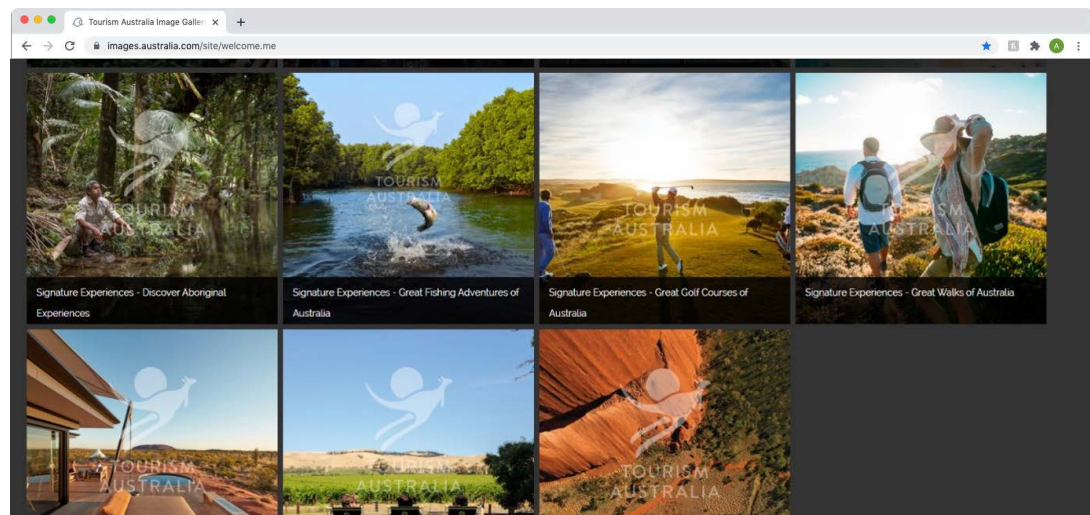 Tourism Australia Image Galler
images.australia.com/site/welcome.me
A
TOURISM
AUSTRALIA
TOURISM
AUSTRALIA
TOURISM
AUSTRALIA
TOURISM
AUSTRALIA
Signature Experiences - Discover Aboriginal
Experiences
Signature Experiences - Great Fishing Adventures of
Australia
Signature Experiences - Great Golf Courses of
Australia
Signature Experiences - Great Walks of Australia
TOURISM
AUSTRALIA
TOURISM
AUSTRALIA
TOURISM
AUSTRALIA